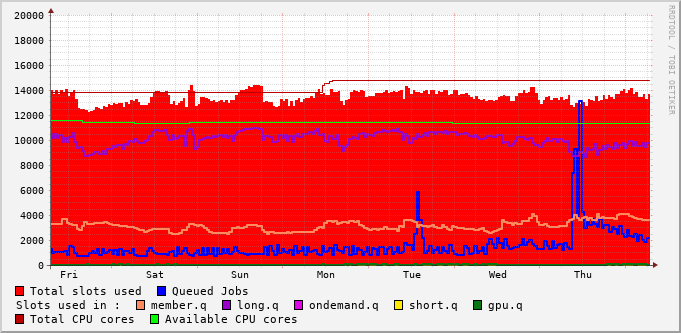 20000
18000
16000
14000
12000
10000
8000
6000
4000
2000
0
Fri Sat Sun Mon Tue Wed Thu
Total slots used Queued Jobs
Slots used in : member.q long.q ondemand.q short.q gpu.q
Total CPU cores Available CPU cores
RRDTOOL / TOBI OETIKER